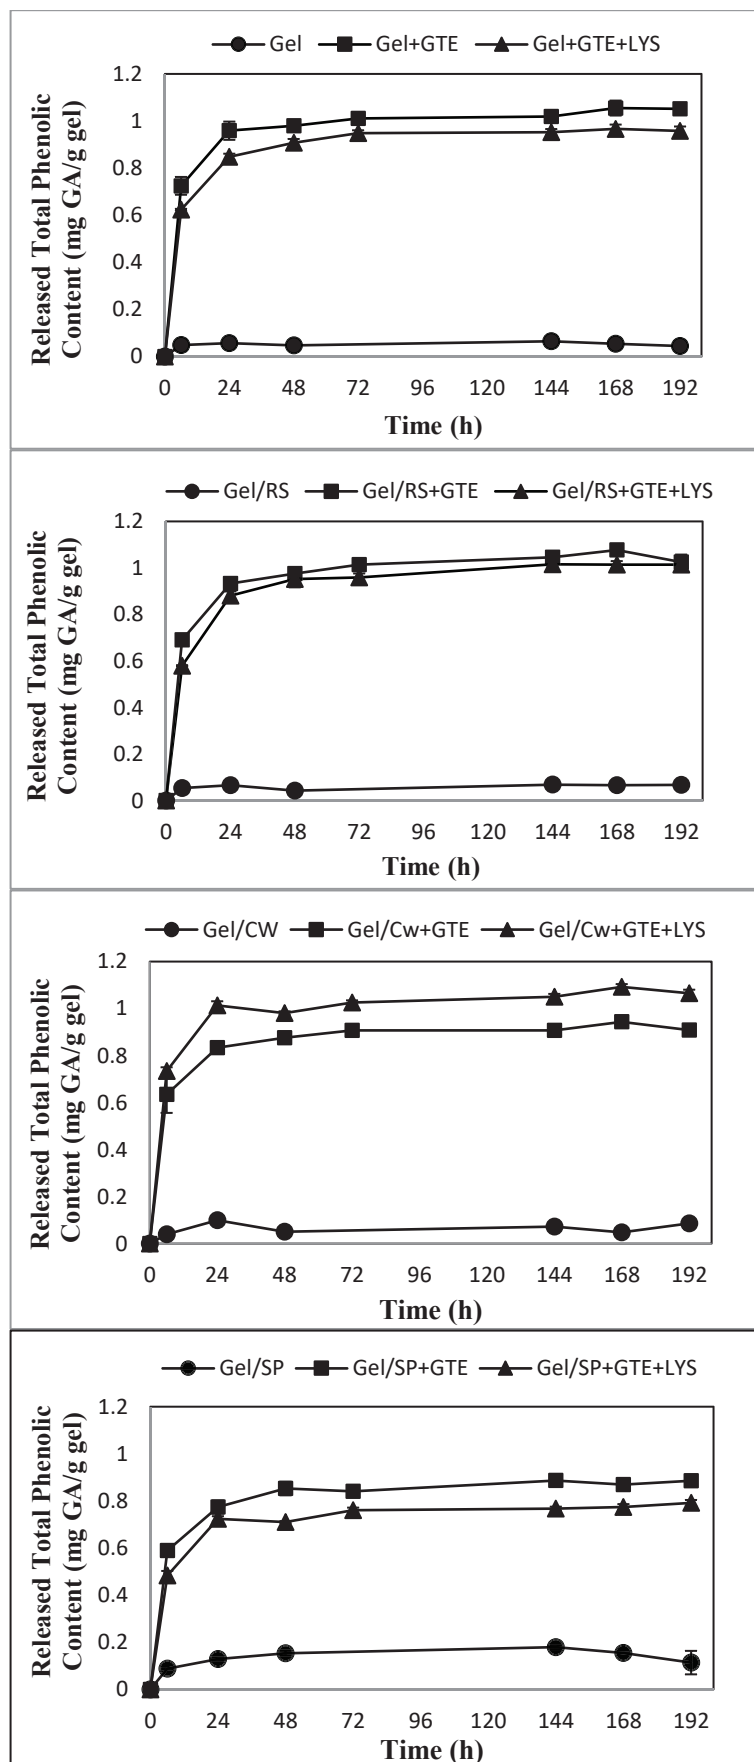 Gel Gel+GTE Gel+GTE+LYS
1.2
1
0.8
0.6
0.4
0.2
0
Released Total Phenolic
Content (mg GA/g gel)
0 24 48 72 96 120 144 168 192
Time (h)
Gel/RS Gel/RS+GTE Gel/RS+GTE+LYS
1.2
1
0.8
0.6
0.4
0.2
0
Released Total Phenolic
Content (mg GA/g gel)
0 24 48 72 96 120 144 168 192
Time (h)
Gel/CW Gel/Cw+GTE Gel/Cw+GTE+LYS
1.2
1
0.8
0.6
0.4
0.2
0
Released Total Phenolic
Content (mg GA/g gel)
0 24 48 72 96 120 144 168 192
Time (h)
Gel/SP Gel/SP+GTE Gel/SP+GTE+LYS
1.2
1
0.8
0.6
0.4
0.2
0
Released Total Phenolic
Content (mg GA/g gel)
0 24 48 72 96 120 144 168 192
Time (h)